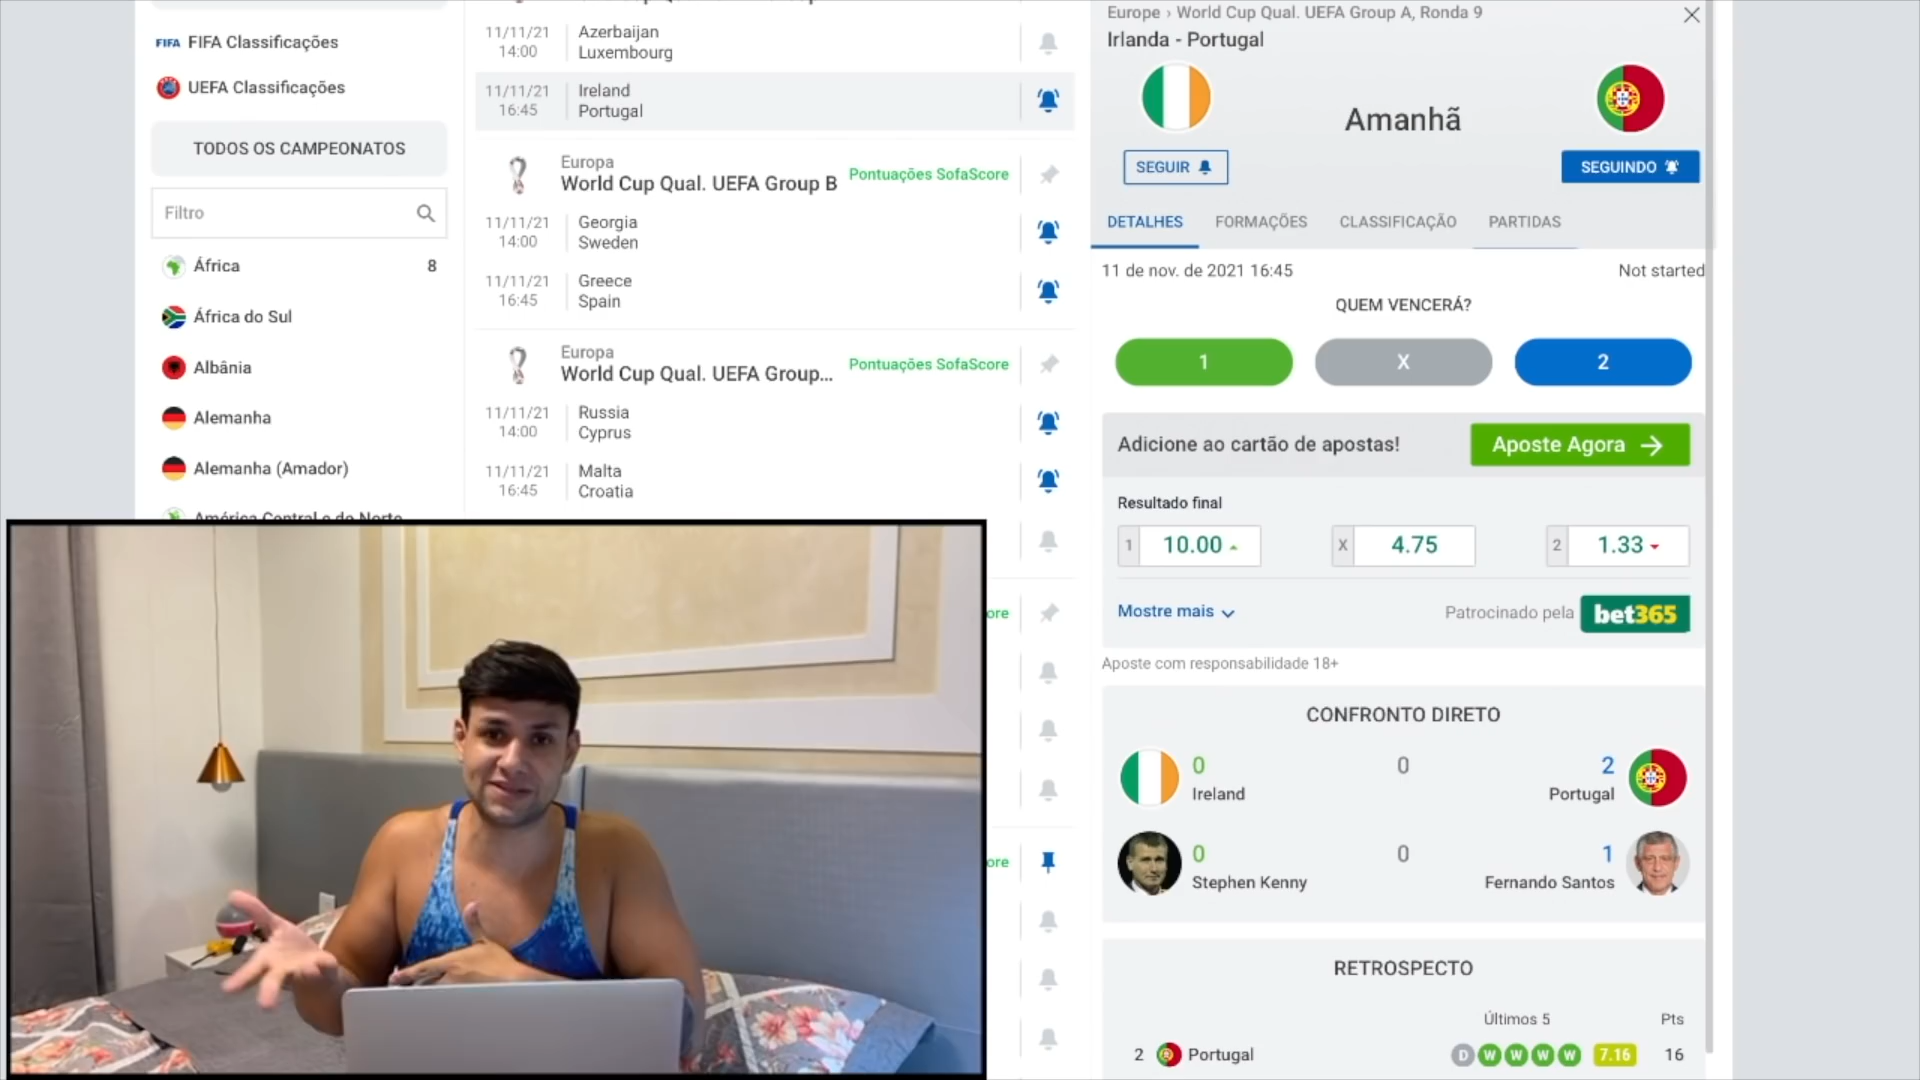 FIFA FIFA Classificações
UEFA Classificações
TODOS OS CAMPEONATOS
Filtro
África 8
África do Sul
Albânia
Alemanha
Alemanha (Amador)
América Central e do Norte
11/11/21 Azerbaijan
14:00 Luxembourg
11/11/21 Ireland
16:45 Portugal
Europa
World Cup Qual. UEFA Group B Pontuações SofaScore
11/11/21 Georgia
14:00 Sweden
11/11/21 Greece
16:45 Spain
Europa
World Cup Qual. UEFA Group... Pontuações SofaScore
11/11/21 Russia
14:00 Cyprus
11/11/21 Malta
16:45 Croatia
ore
ore
Europe › World Cup Qual. UEFA Group A, Ronda 9
Irlanda - Portugal
Amanhã
SEGUIR SEGUINDO
DETALHES FORMAÇÕES CLASSIFICAÇÃO PARTIDAS
11 de nov. de 2021 16:45 Not started
QUEM VENCERÁ?
1 X 2
Adicione ao cartão de apostas! Aposte Agora
Resultado final
1 10.00 X 4.75 2 1.33
Mostre mais Patrocinado pela bet365
Aposte com responsabilidade 18+
CONFRONTO DIRETO
0 0 2
Ireland Portugal
0 0 1
Stephen Kenny Fernando Santos
RETROSPECTO
Últimos 5 Pts
2 Portugal D W W W W 7.16 16